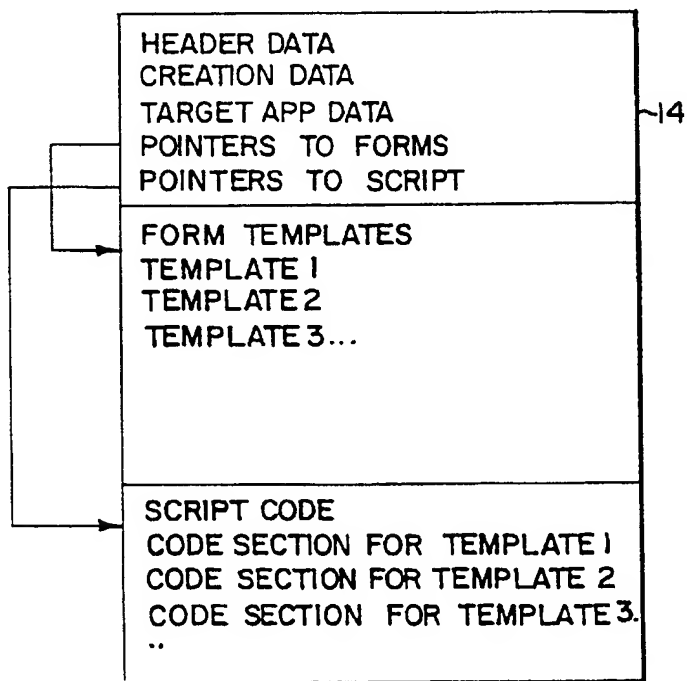 HEADER DATA
CREATION DATA
TARGET APP DATA
14
POINTERS TO FORMS
POINTERS TO SCRIPT
FORM TEMPLATES
TEMPLATE 1
TEMPLATE 2
TEMPLATE 3...
SCRIPT CODE
CODE SECTION FOR TEMPLATE 1
CODE SECTION FOR TEMPLATE 2
CODE SECTION FOR TEMPLATE 3.
..